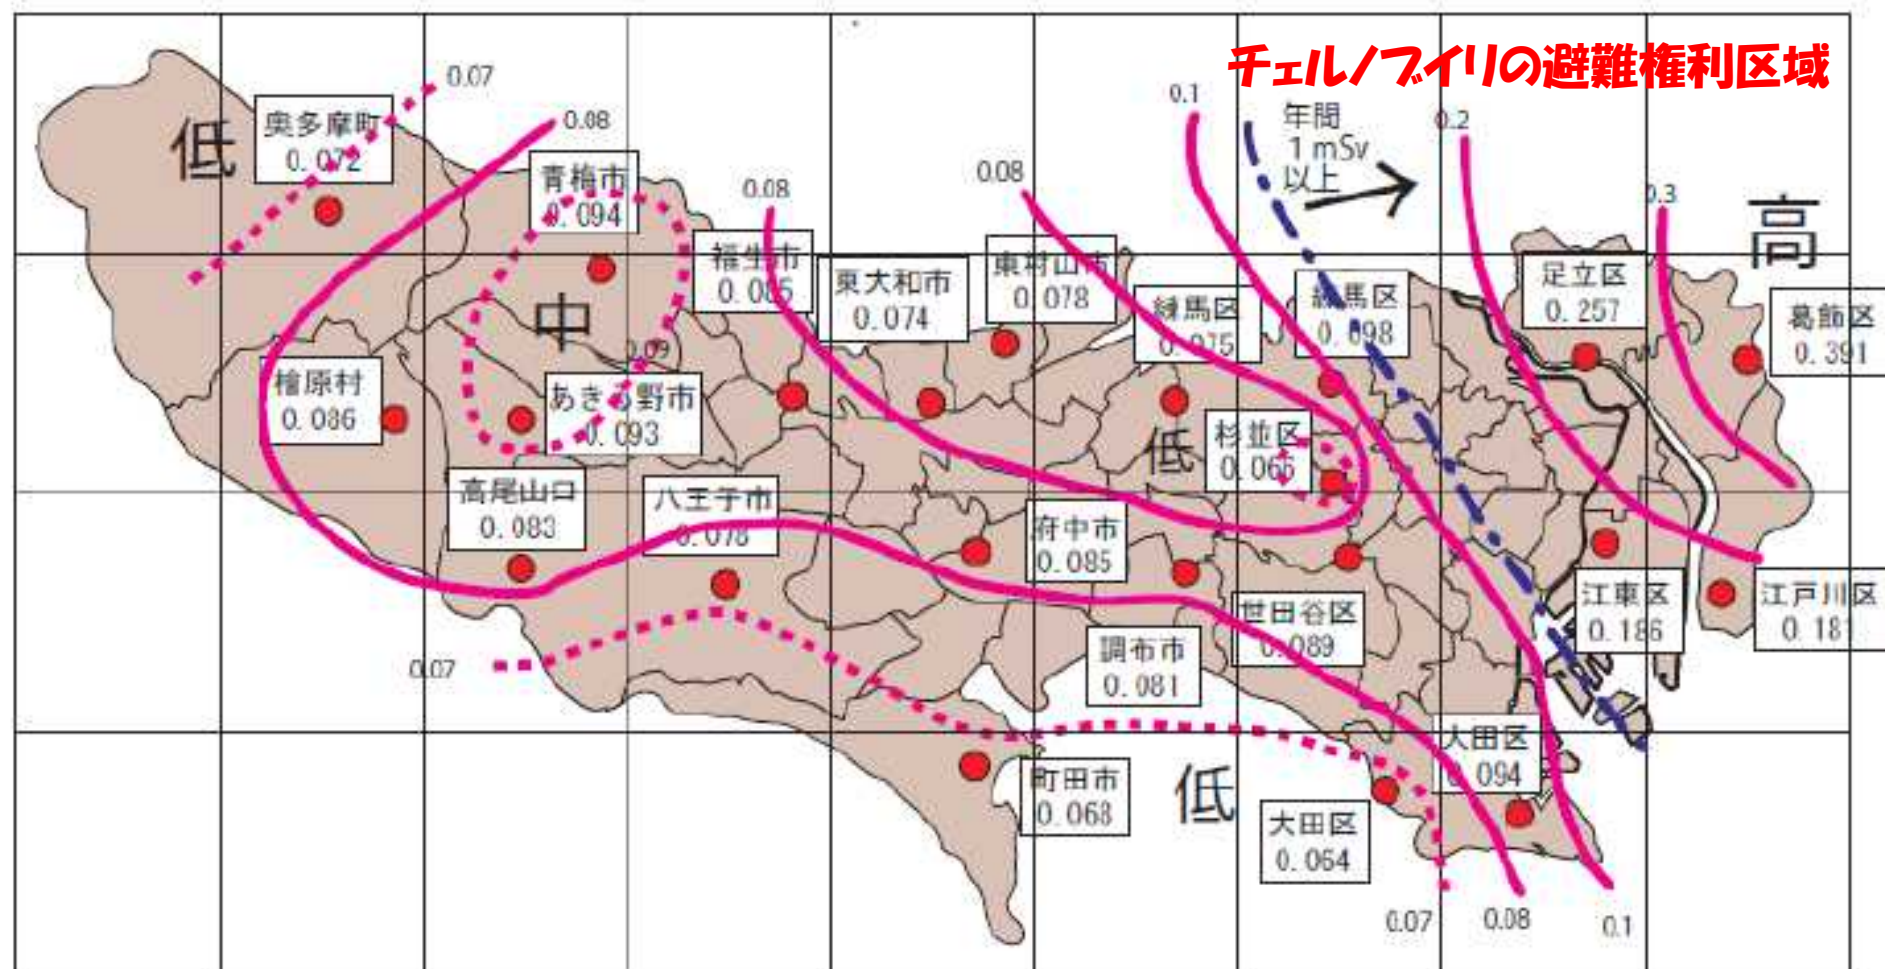 チェルノブイリの避難権利区域
0.07
0.08
0.08
0.08
0.1
年間
1 mSv
以上
0.2
0.3
低
奥多摩町
0.072
青梅市
0.094
福生市
0.085
東大和市
0.074
東村山市
0.078
練馬区
0.075
練馬区
0.098
足立区
0.257
高
葛飾区
0.391
中
0.09
檜原村
0.086
あきる野市
0.093
低
杉並区
0.066
高尾山口
0.083
八王子市
0.078
府中市
0.085
世田谷区
0.089
江東区
0.186
江戸川区
0.181
0.07
調布市
0.081
町田市
0.068
低
大田区
0.094
大田区
0.064
0.07
0.08
0.1